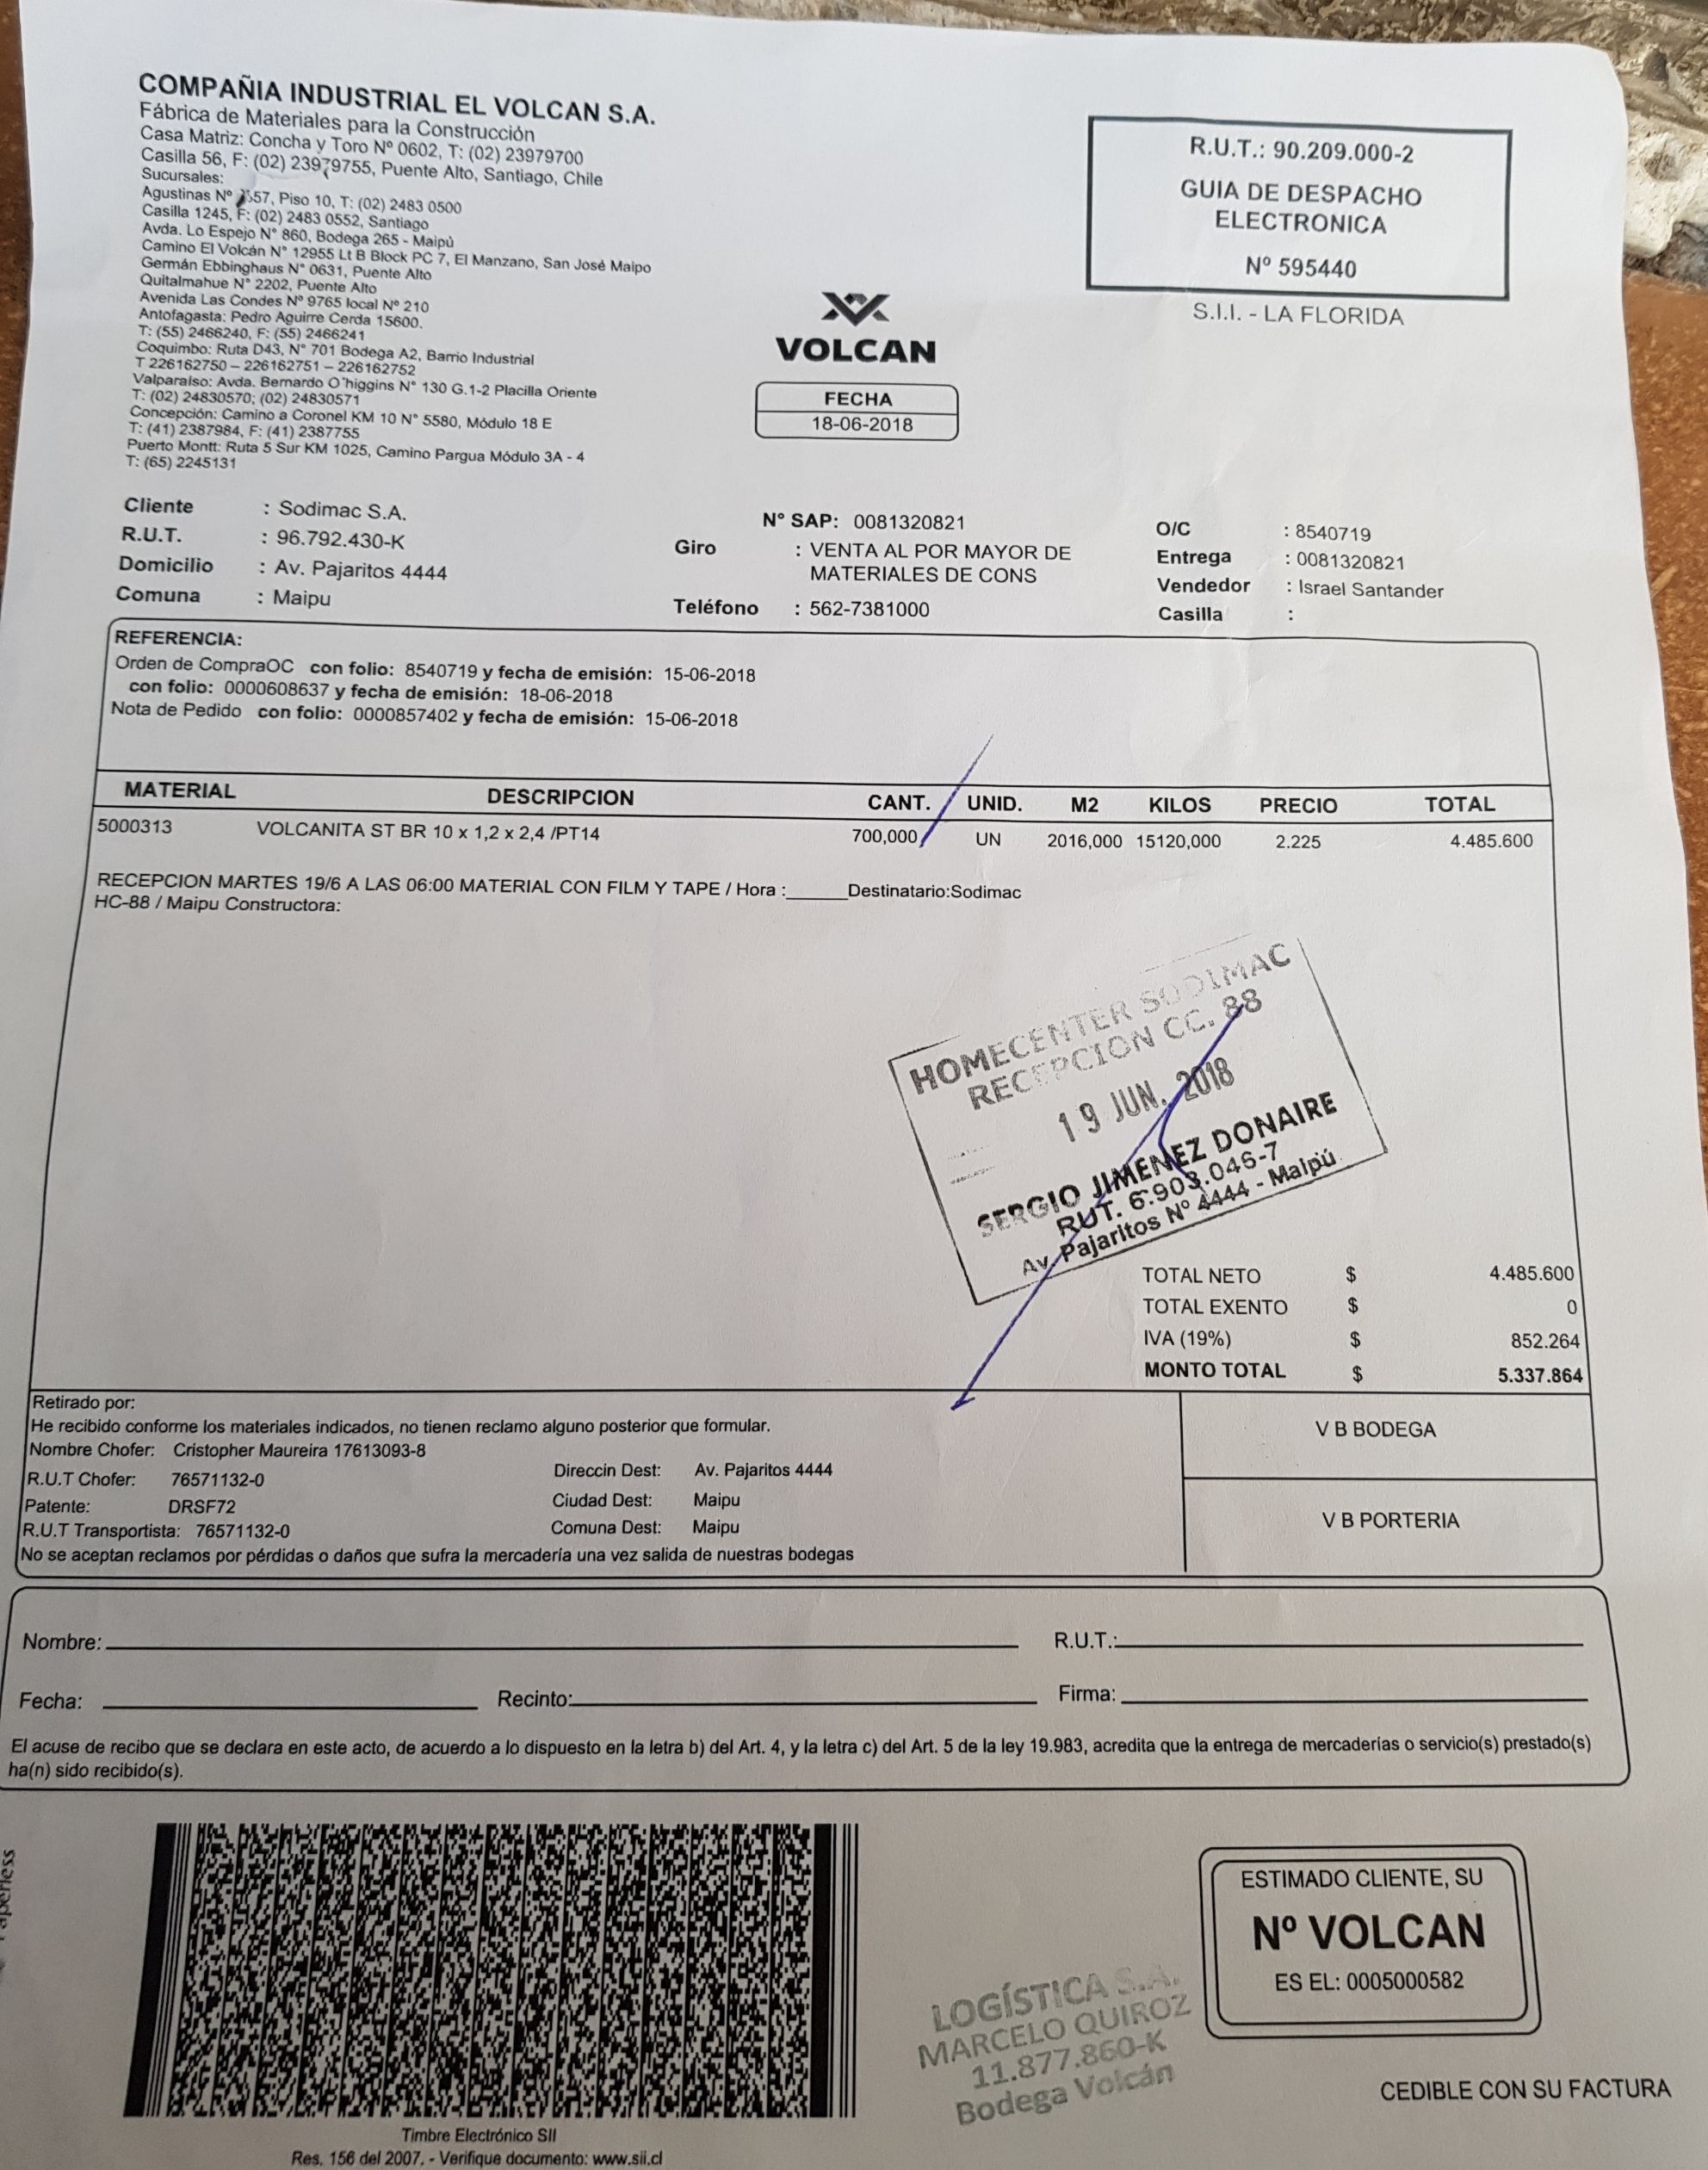 COMPAÑIA INDUSTRIAL EL VOLCAN S.A.
Fábrica de Materiales para la Construcción
Casa Matriz: Concha y Toro Nº 0602, T: (02) 23979700
Casilla 56, F: (02) 23979755, Puente Alto, Santiago, Chile
Sucursales:
Agustinas Nº 57, Piso 10, T: (02) 2483 0500
Casilla 1245, F: (02) 2483 0552, Santiago
Avda. Lo Espejo N° 860, Bodega 265 - Maipù
Camino El Volcán N° 12955 Lt B Block PC 7, El Manzano, San José Maipo
Germán Ebbinghaus N° 0631, Puente Alto
Quitalmahue N° 2202, Puente Alto
Avenida Las Condes Nº 9765 local Nº 210
Antofagasta: Pedro Aguirre Cerda 15600.
T: (55) 2466240, F: (55) 2466241
Coquimbo: Ruta D43, N° 701 Bodega A2, Barrio Industrial
T 226162750 – 226162751 – 226162752
Valparaíso: Avda. Bernardo O´higgins N° 130 G.1-2 Placilla Oriente
T: (02) 24830570; (02) 24830571
Concepción: Camino a Coronel KM 10 N° 5580, Módulo 18 E
T: (41) 2387984, F: (41) 2387755
Puerto Montt: Ruta 5 Sur KM 1025, Camino Pargua Módulo 3A - 4
T: (65) 2245131
R.U.T.: 90.209.000-2
GUIA DE DESPACHO
ELECTRONICA
Nº 595440
S.I.I. - LA FLORIDA
VOLCAN
FECHA
18-06-2018
Cliente : Sodimac S.A.
R.U.T. : 96.792.430-K
Domicilio : Av. Pajaritos 4444
Comuna : Maipu
N° SAP: 0081320821
Giro : VENTA AL POR MAYOR DE
MATERIALES DE CONS
Teléfono : 562-7381000
O/C : 8540719
Entrega : 0081320821
Vendedor : Israel Santander
Casilla :
REFERENCIA:
Orden de CompraOC con folio: 8540719 y fecha de emisión: 15-06-2018
con folio: 0000608637 y fecha de emisión: 18-06-2018
Nota de Pedido con folio: 0000857402 y fecha de emisión: 15-06-2018
MATERIAL DESCRIPCION CANT. UNID. M2 KILOS PRECIO TOTAL
5000313 VOLCANITA ST BR 10 x 1,2 x 2,4 /PT14 700,000 UN 2016,000 15120,000 2.225 4.485.600
RECEPCION MARTES 19/6 A LAS 06:00 MATERIAL CON FILM Y TAPE / Hora :______Destinatario:Sodimac
HC-88 / Maipu Constructora:
HOMECENTER SODIMAC
RECEPCION CC. 88
19 JUN. 2018
SERGIO JIMENEZ DONAIRE
RUT. 6.903.046-7
Av. Pajaritos Nº 4444 - Maipú
TOTAL NETO $ 4.485.600
TOTAL EXENTO $ 0
IVA (19%) $ 852.264
MONTO TOTAL $ 5.337.864
Retirado por:
He recibido conforme los materiales indicados, no tienen reclamo alguno posterior que formular.
Nombre Chofer: Cristopher Maureira 17613093-8
R.U.T Chofer: 76571132-0
Patente: DRSF72
R.U.T Transportista: 76571132-0
Direccin Dest: Av. Pajaritos 4444
Ciudad Dest: Maipu
Comuna Dest: Maipu
No se aceptan reclamos por pérdidas o daños que sufra la mercadería una vez salida de nuestras bodegas
V B BODEGA
V B PORTERIA
Nombre: R.U.T.:
Fecha: Recinto: Firma:
El acuse de recibo que se declara en este acto, de acuerdo a lo dispuesto en la letra b) del Art. 4, y la letra c) del Art. 5 de la ley 19.983, acredita que la entrega de mercaderías o servicio(s) prestado(s)
ha(n) sido recibido(s).
Timbre Electrónico SII
Res. 156 del 2007. - Verifique documento: www.sii.cl
LOGÍSTICA S.A.
MARCELO QUIROZ
11.877.860-K
Bodega Volcán
ESTIMADO CLIENTE, SU
Nº VOLCAN
ES EL: 0005000582
CEDIBLE CON SU FACTURA